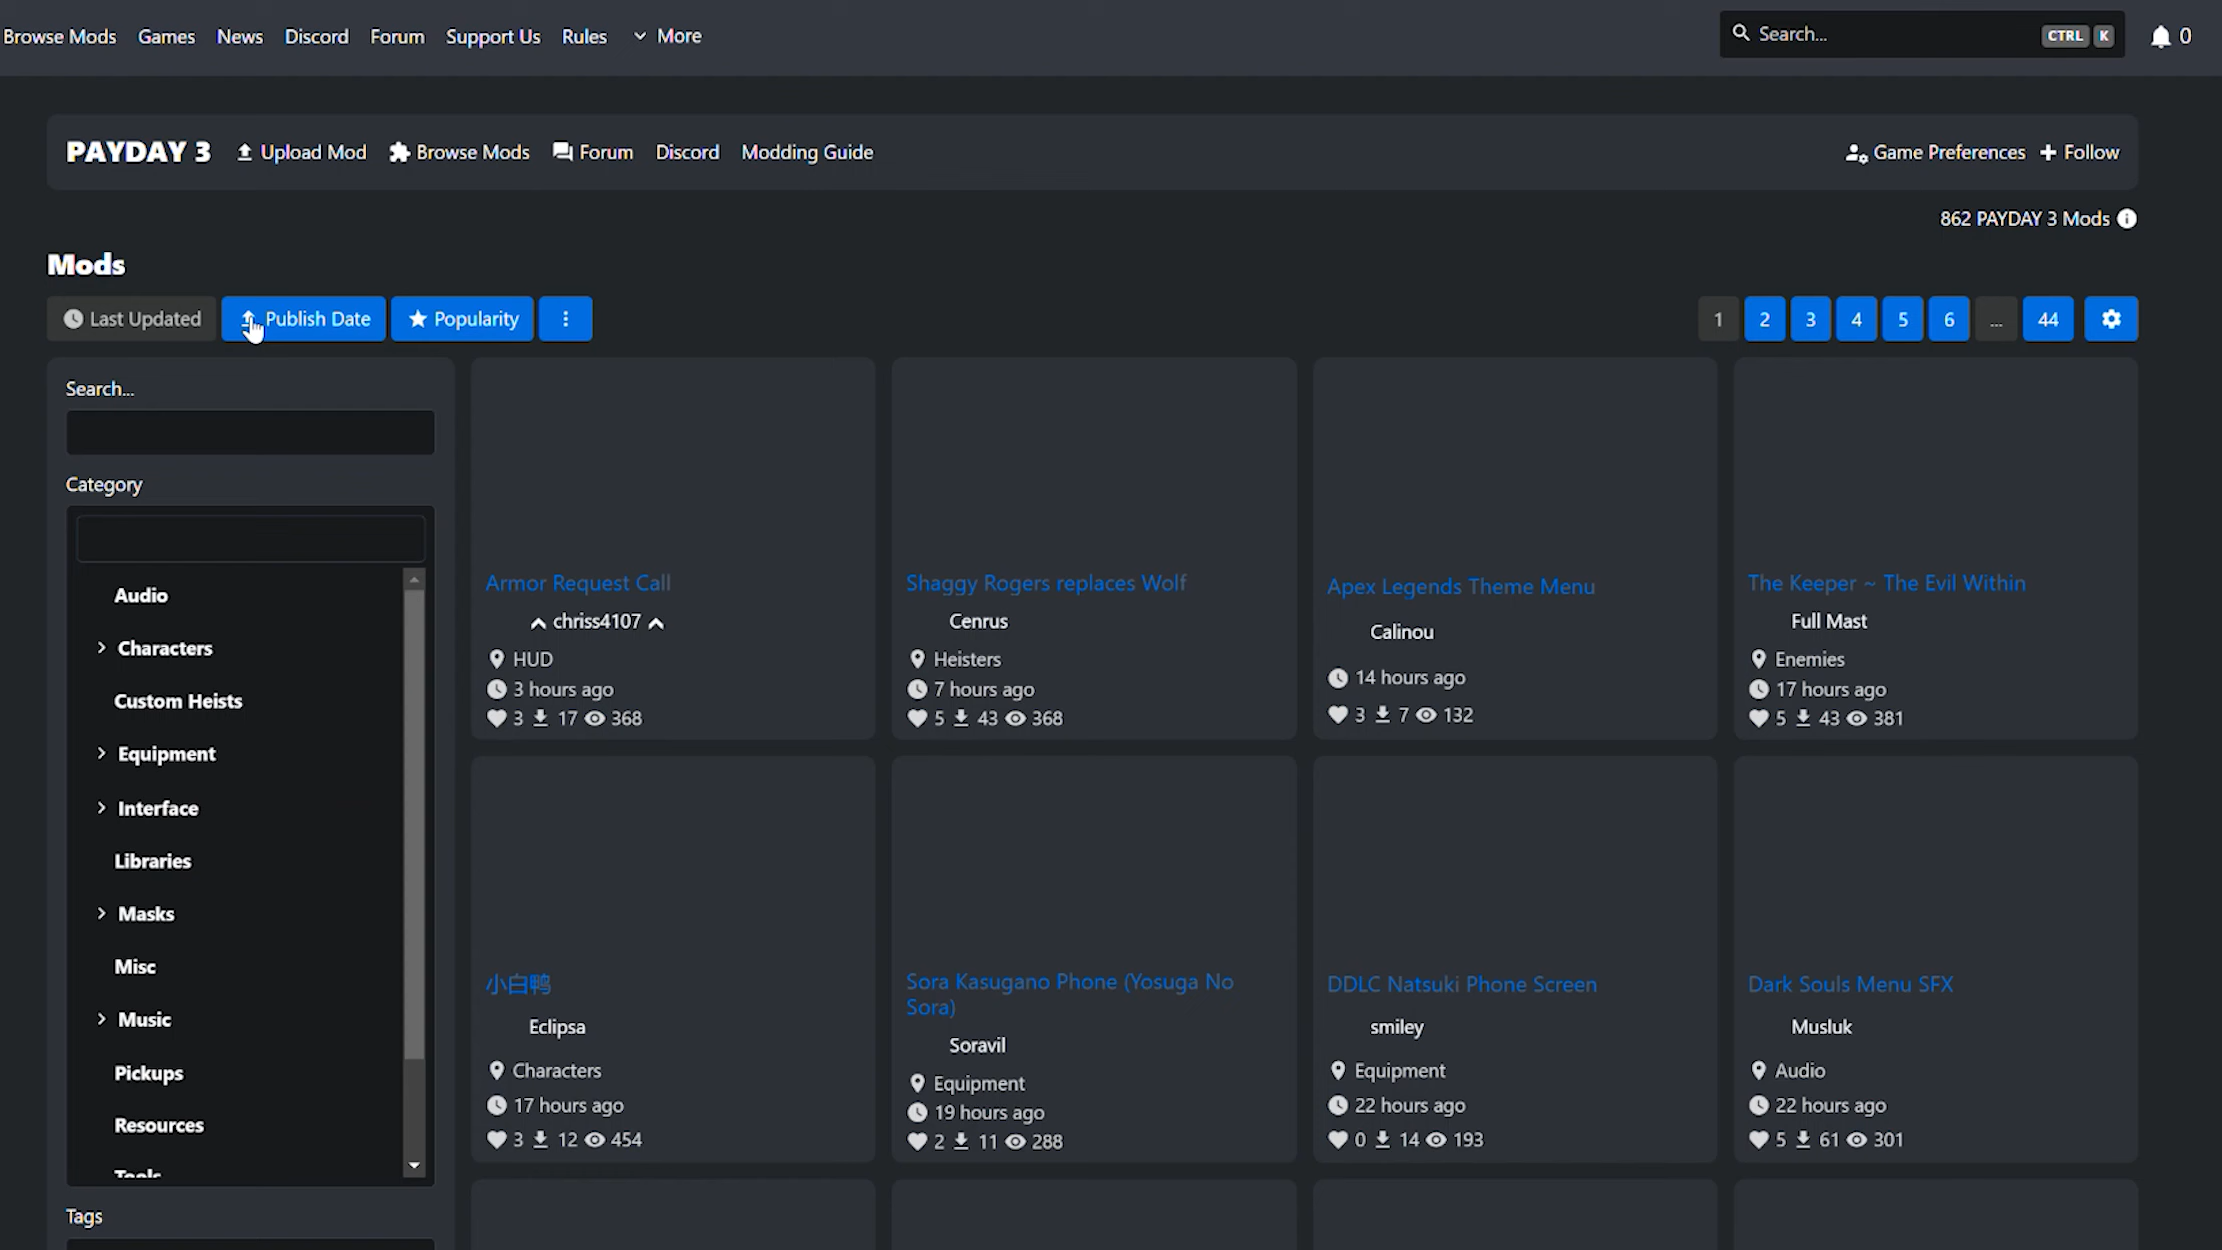 Browse Mods Games News Discord Forum Support Us Rules More
Search... CTRL K 0
PAYDAY 3 Upload Mod Browse Mods Forum Discord Modding Guide
Game Preferences Follow
862 PAYDAY 3 Mods
Mods
Last Updated Publish Date Popularity
1 2 3 4 5 6 ... 44
Search...
Category
Audio
Characters
Custom Heists
Equipment
Interface
Libraries
Masks
Misc
Music
Pickups
Resources
Tools
Tags
Armor Request Call
chriss4107
HUD
3 hours ago
3 17 368
Shaggy Rogers replaces Wolf
Cenrus
Heisters
7 hours ago
5 43 368
Apex Legends Theme Menu
Calinou
14 hours ago
3 7 132
The Keeper ~ The Evil Within
Full Mast
Enemies
17 hours ago
5 43 381
小白鸭
Eclipsa
Characters
17 hours ago
3 12 454
Sora Kasugano Phone (Yosuga No
Sora)
Soravil
Equipment
19 hours ago
2 11 288
DDLC Natsuki Phone Screen
smiley
Equipment
22 hours ago
0 14 193
Dark Souls Menu SFX
Musluk
Audio
22 hours ago
5 61 301